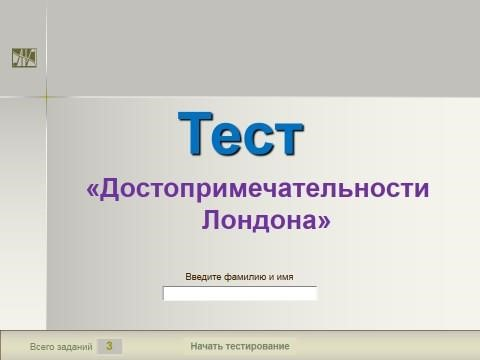 Тест
«Достопримечательности
Лондона»
Введите фамилию и имя
Всего заданий 3 Начать тестирование